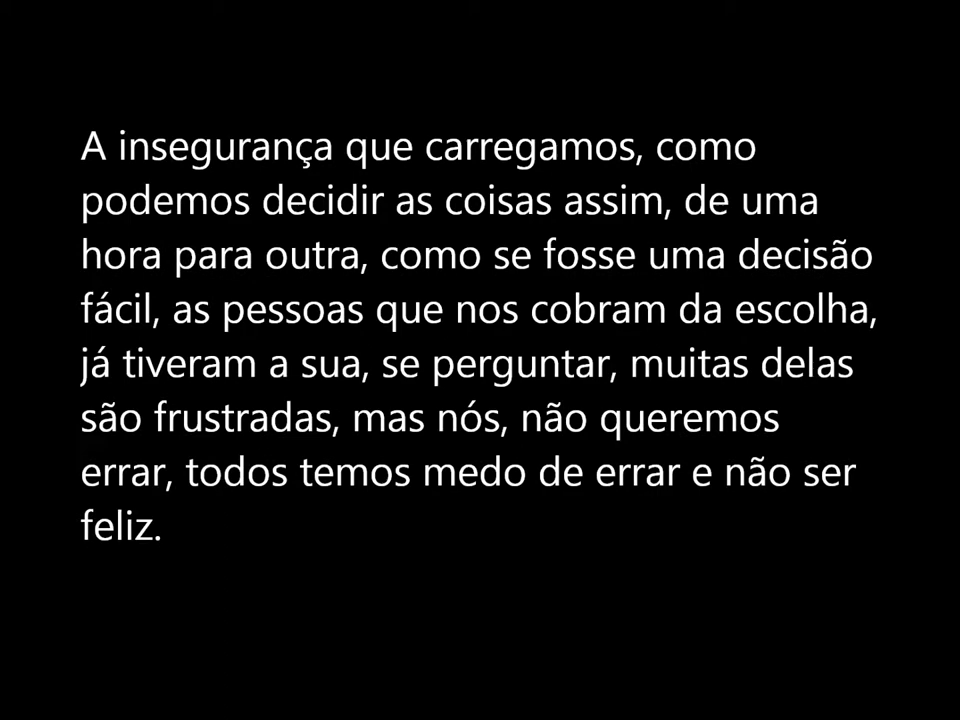 A insegurança que carregamos, como
podemos decidir as coisas assim, de uma
hora para outra, como se fosse uma decisão
fácil, as pessoas que nos cobram da escolha,
já tiveram a sua, se perguntar, muitas delas
são frustradas, mas nós, não queremos
errar, todos temos medo de errar e não ser
feliz.